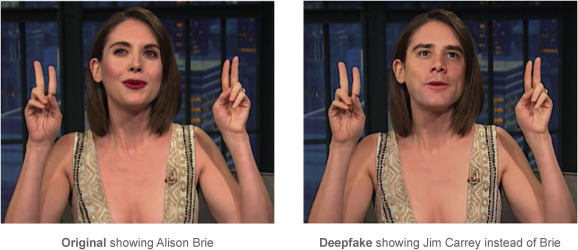 Original showing Alison Brie
Deepfake showing Jim Carrey instead of Brie